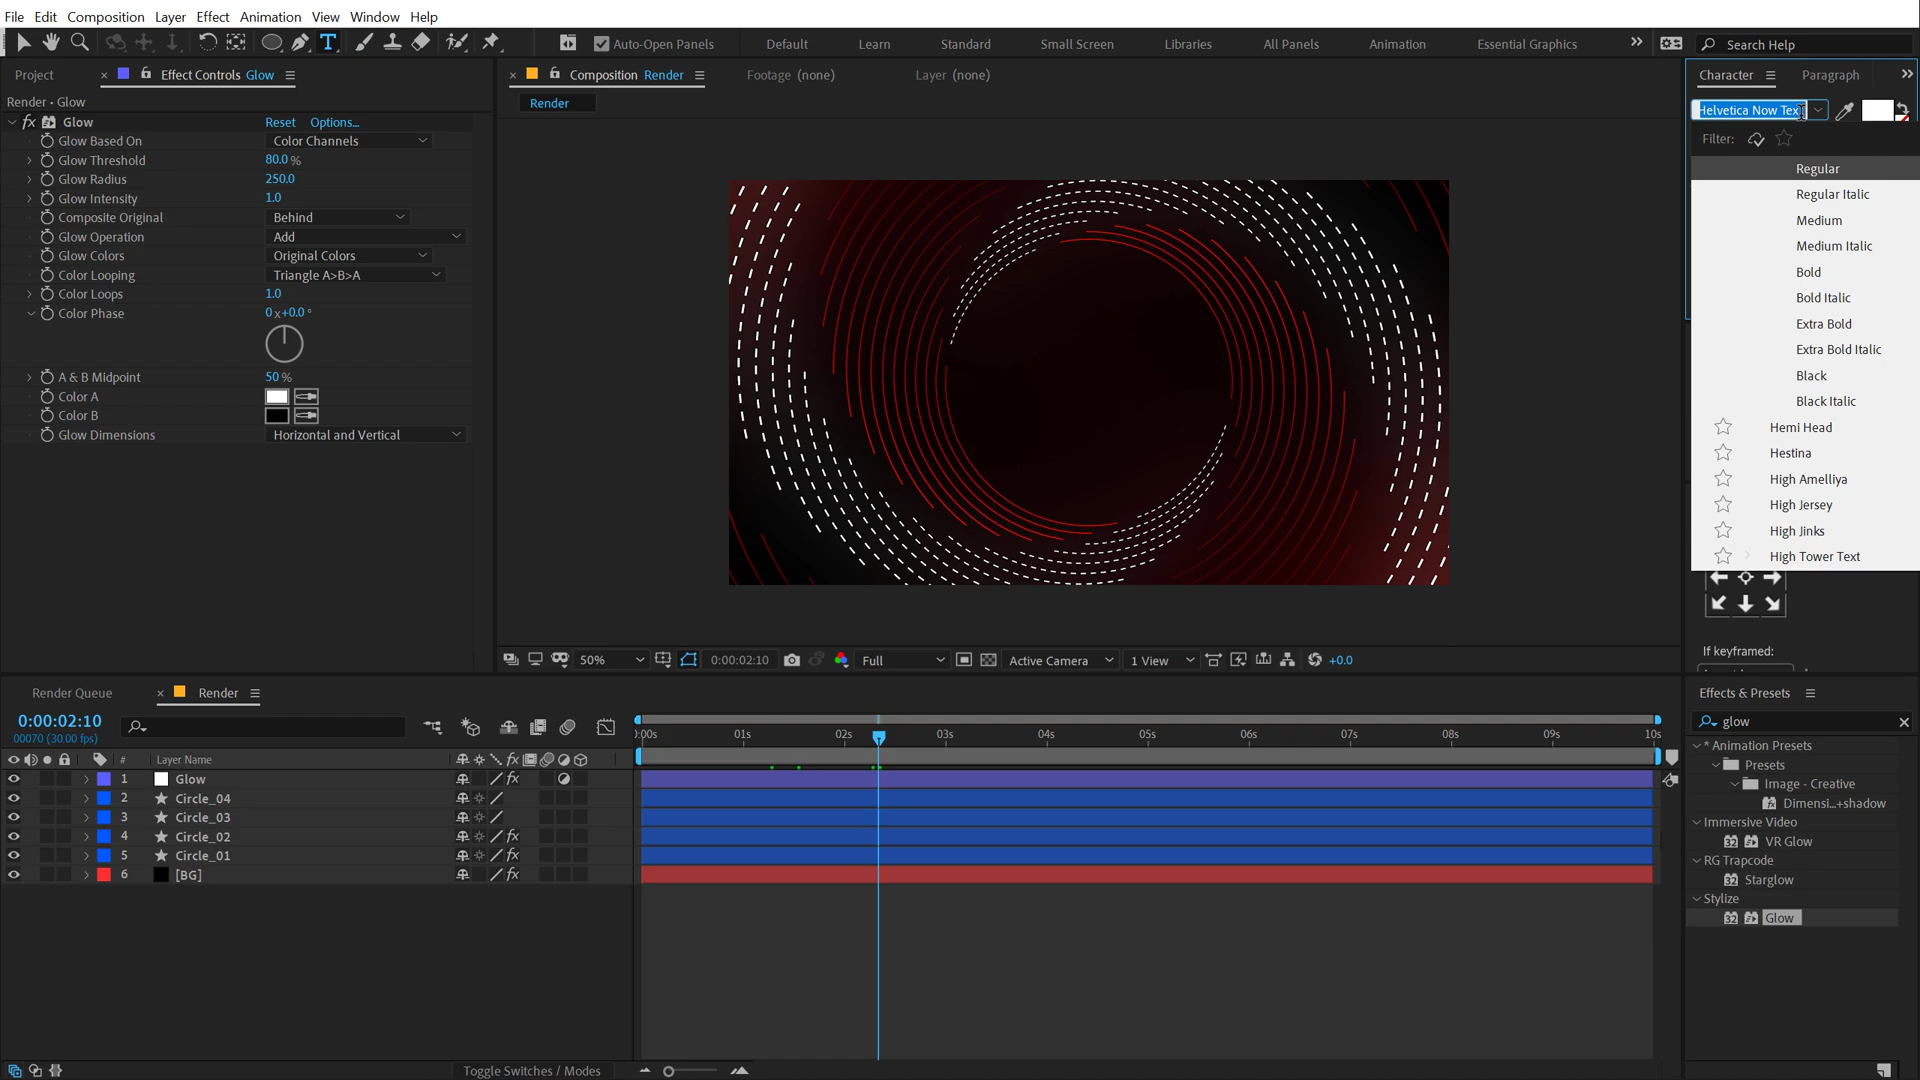 File Edit Composition Layer Effect Animation View Window Help
Auto-Open Panels Default Learn Standard Small Screen Libraries All Panels Animation Essential Graphics Search Help
Project Effect Controls Glow
Composition Render Footage (none) Layer (none)
Character Paragraph
Render • Glow
Render
Helvetica Now Tex
Glow Reset Options...
Glow Based On Color Channels
Glow Threshold 80.0 %
Glow Radius 250.0
Glow Intensity 1.0
Composite Original Behind
Glow Operation Add
Glow Colors Original Colors
Color Looping Triangle A>B>A
Color Loops 1.0
Color Phase 0 x+0.0 °
A & B Midpoint 50 %
Color A
Color B
Glow Dimensions Horizontal and Vertical
Filter:
Regular
Regular Italic
Medium
Medium Italic
Bold
Bold Italic
Extra Bold
Extra Bold Italic
Black
Black Italic
Hemi Head
Hestina
High Amelliya
High Jersey
High Jinks
High Tower Text
If keyframed:
50% 0:00:02:10 Full Active Camera 1 View +0.0
Render Queue Render
0:00:02:10
00070 (30.00 fps)
:00s 01s 02s 03s 04s 05s 06s 07s 08s 09s 10s
# Layer Name
1 Glow
2 Circle_04
3 Circle_03
4 Circle_02
5 Circle_01
6 [BG]
Toggle Switches / Modes
Effects & Presets
glow
* Animation Presets
Presets
Image - Creative
Dimensi...+shadow
Immersive Video
32 VR Glow
RG Trapcode
32 Starglow
Stylize
32 Glow